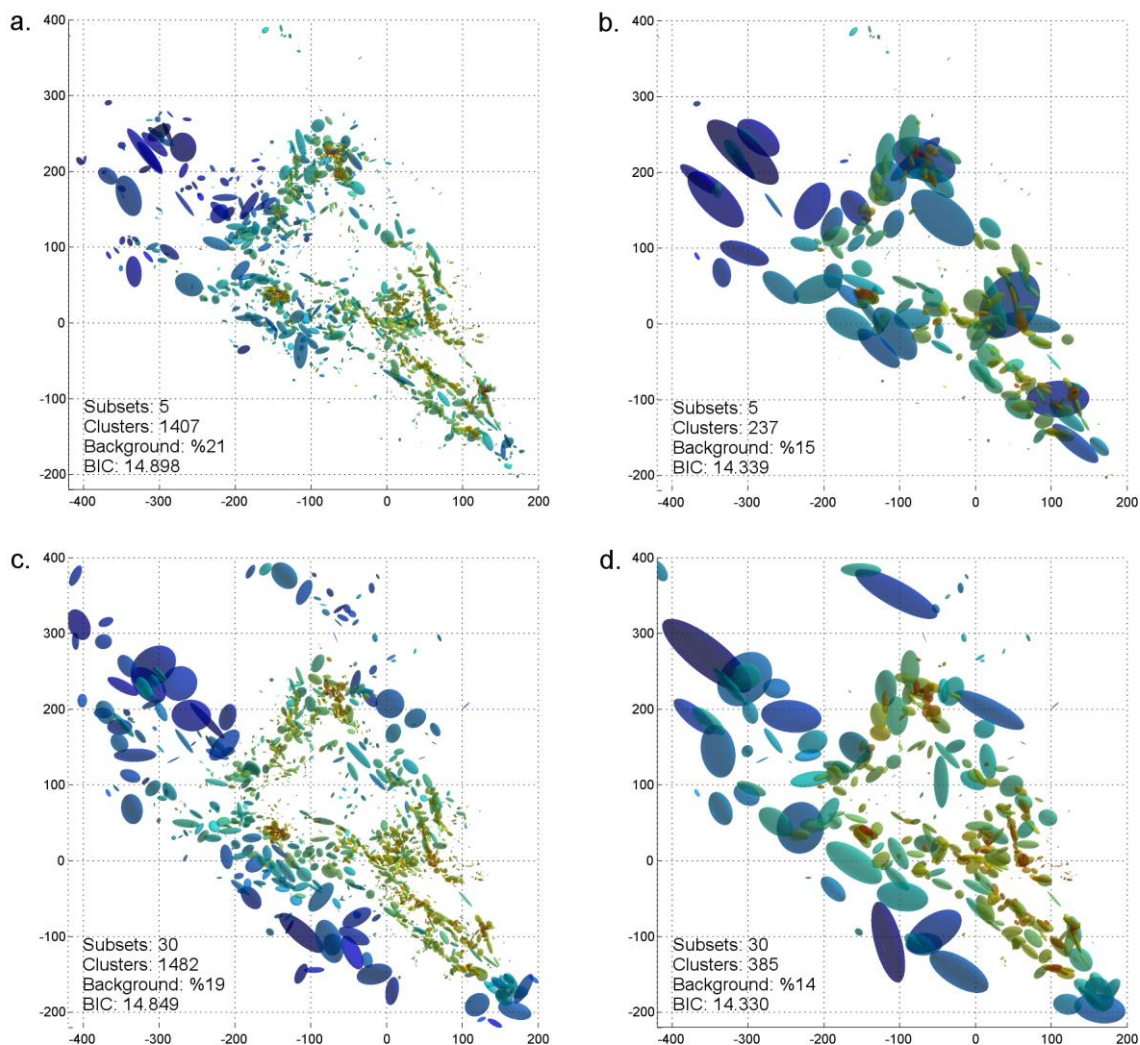 a.
400
300
200
100
0
-100
-200
-400 -300 -200 -100 0 100 200
Subsets: 5
Clusters: 1407
Background: %21
BIC: 14.898
b.
400
300
200
100
0
-100
-200
-400 -300 -200 -100 0 100 200
Subsets: 5
Clusters: 237
Background: %15
BIC: 14.339
c.
400
300
200
100
0
-100
-200
-400 -300 -200 -100 0 100 200
Subsets: 30
Clusters: 1482
Background: %19
BIC: 14.849
d.
400
300
200
100
0
-100
-200
-400 -300 -200 -100 0 100 200
Subsets: 30
Clusters: 385
Background: %14
BIC: 14.330